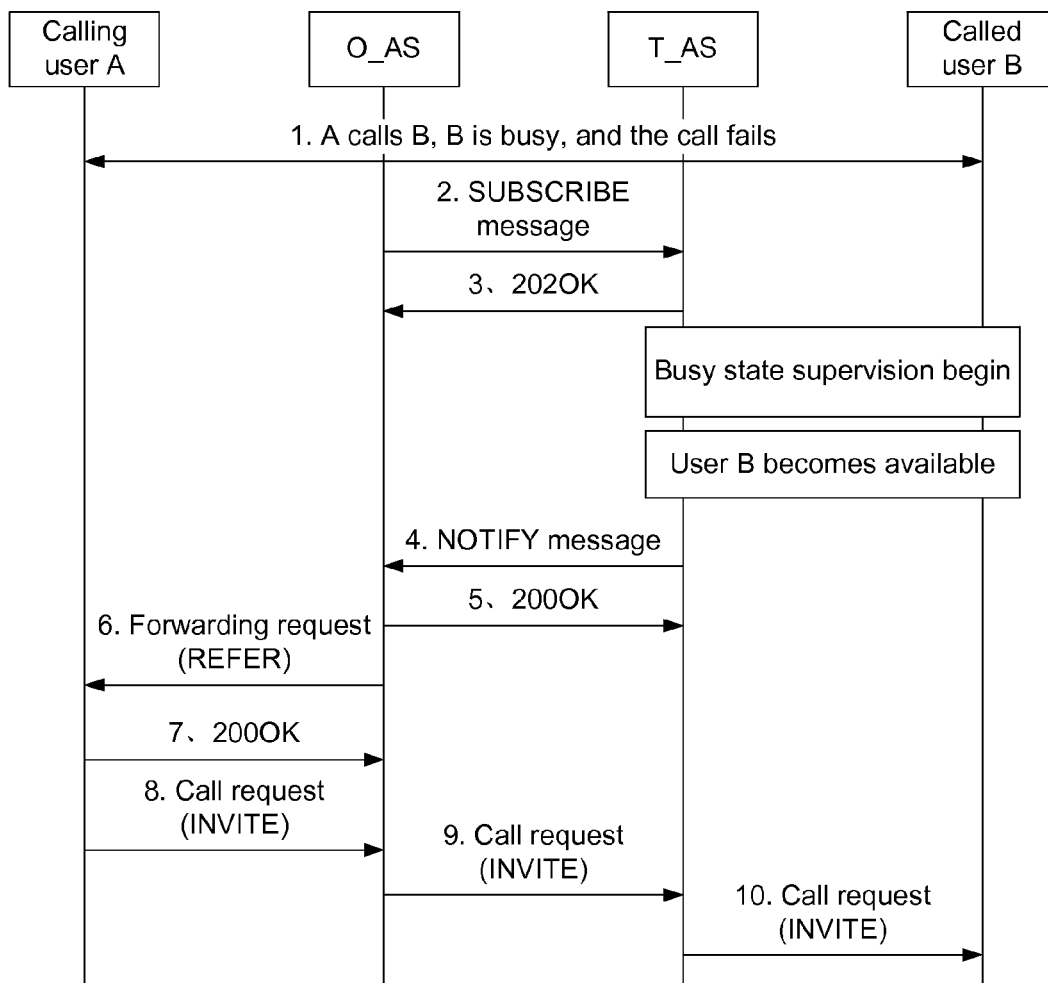 Calling
user A
O_AS
T_AS
Called
user B
1. A calls B, B is busy, and the call fails
2. SUBSCRIBE
message
3、202OK
Busy state supervision begin
User B becomes available
4. NOTIFY message
5、200OK
6. Forwarding request
(REFER)
7、200OK
8. Call request
(INVITE)
9. Call request
(INVITE)
10. Call request
(INVITE)